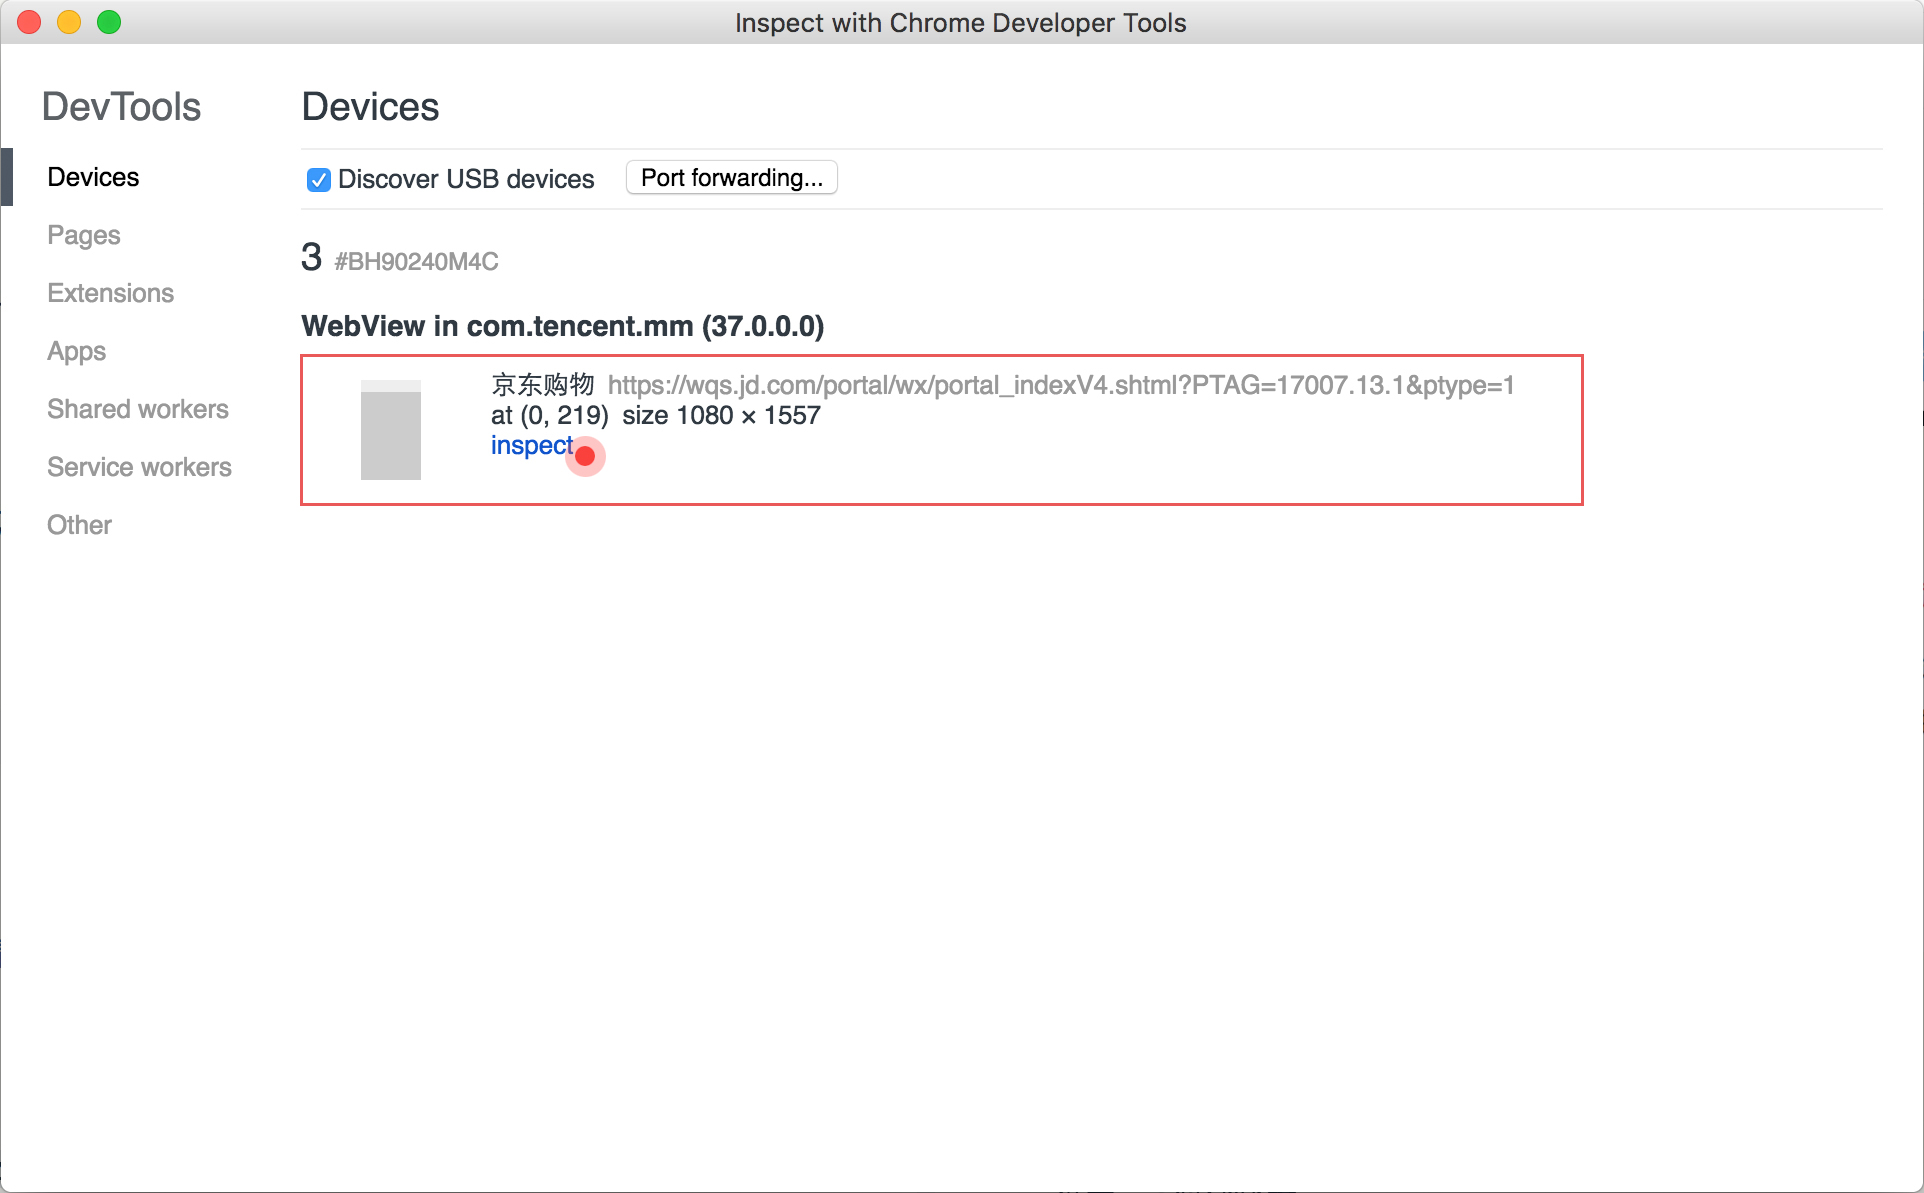 Inspect with Chrome Developer Tools
DevTools
Devices
Pages
Extensions
Apps
Shared workers
Service workers
Other
Devices
Discover USB devices Port forwarding...
3 #BH90240M4C
WebView in com.tencent.mm (37.0.0.0)
京东购物 https://wqs.jd.com/portal/wx/portal_indexV4.shtml?PTAG=17007.13.1&ptype=1
at (0, 219) size 1080 × 1557
inspect